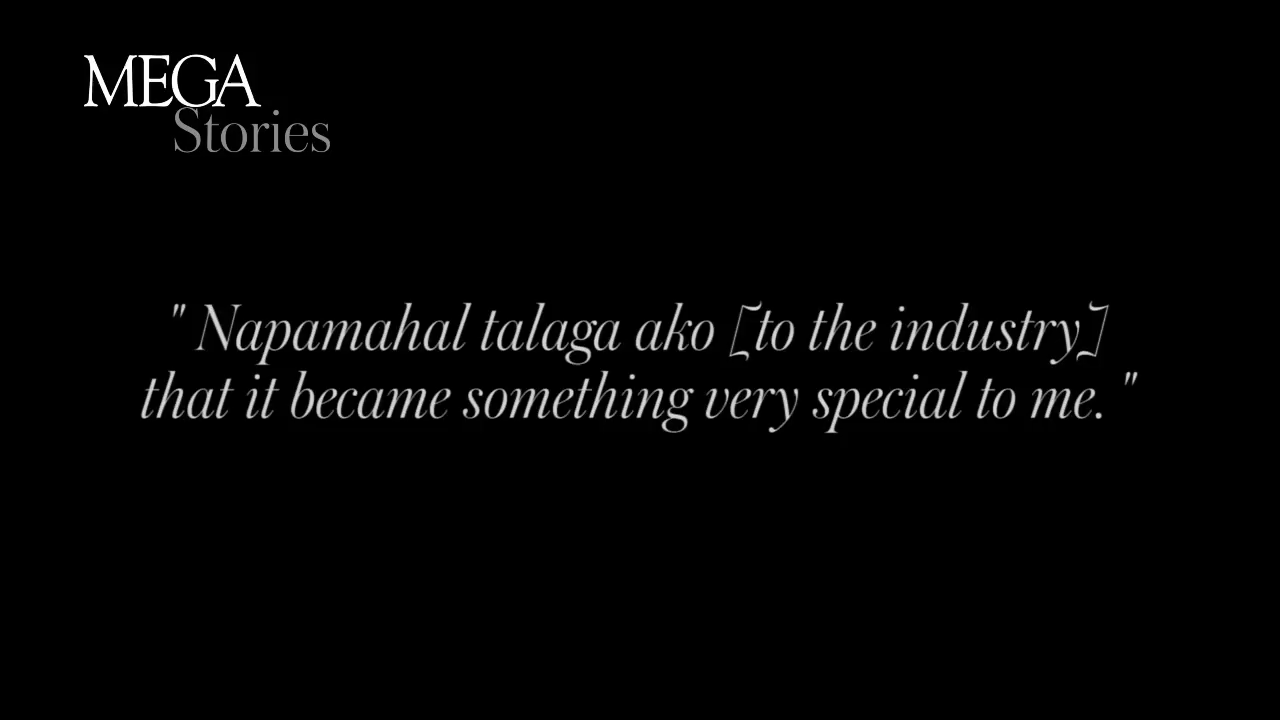 MEGA
Stories
" Napamahal talaga ako [to the industry]
that it became something very special to me. "